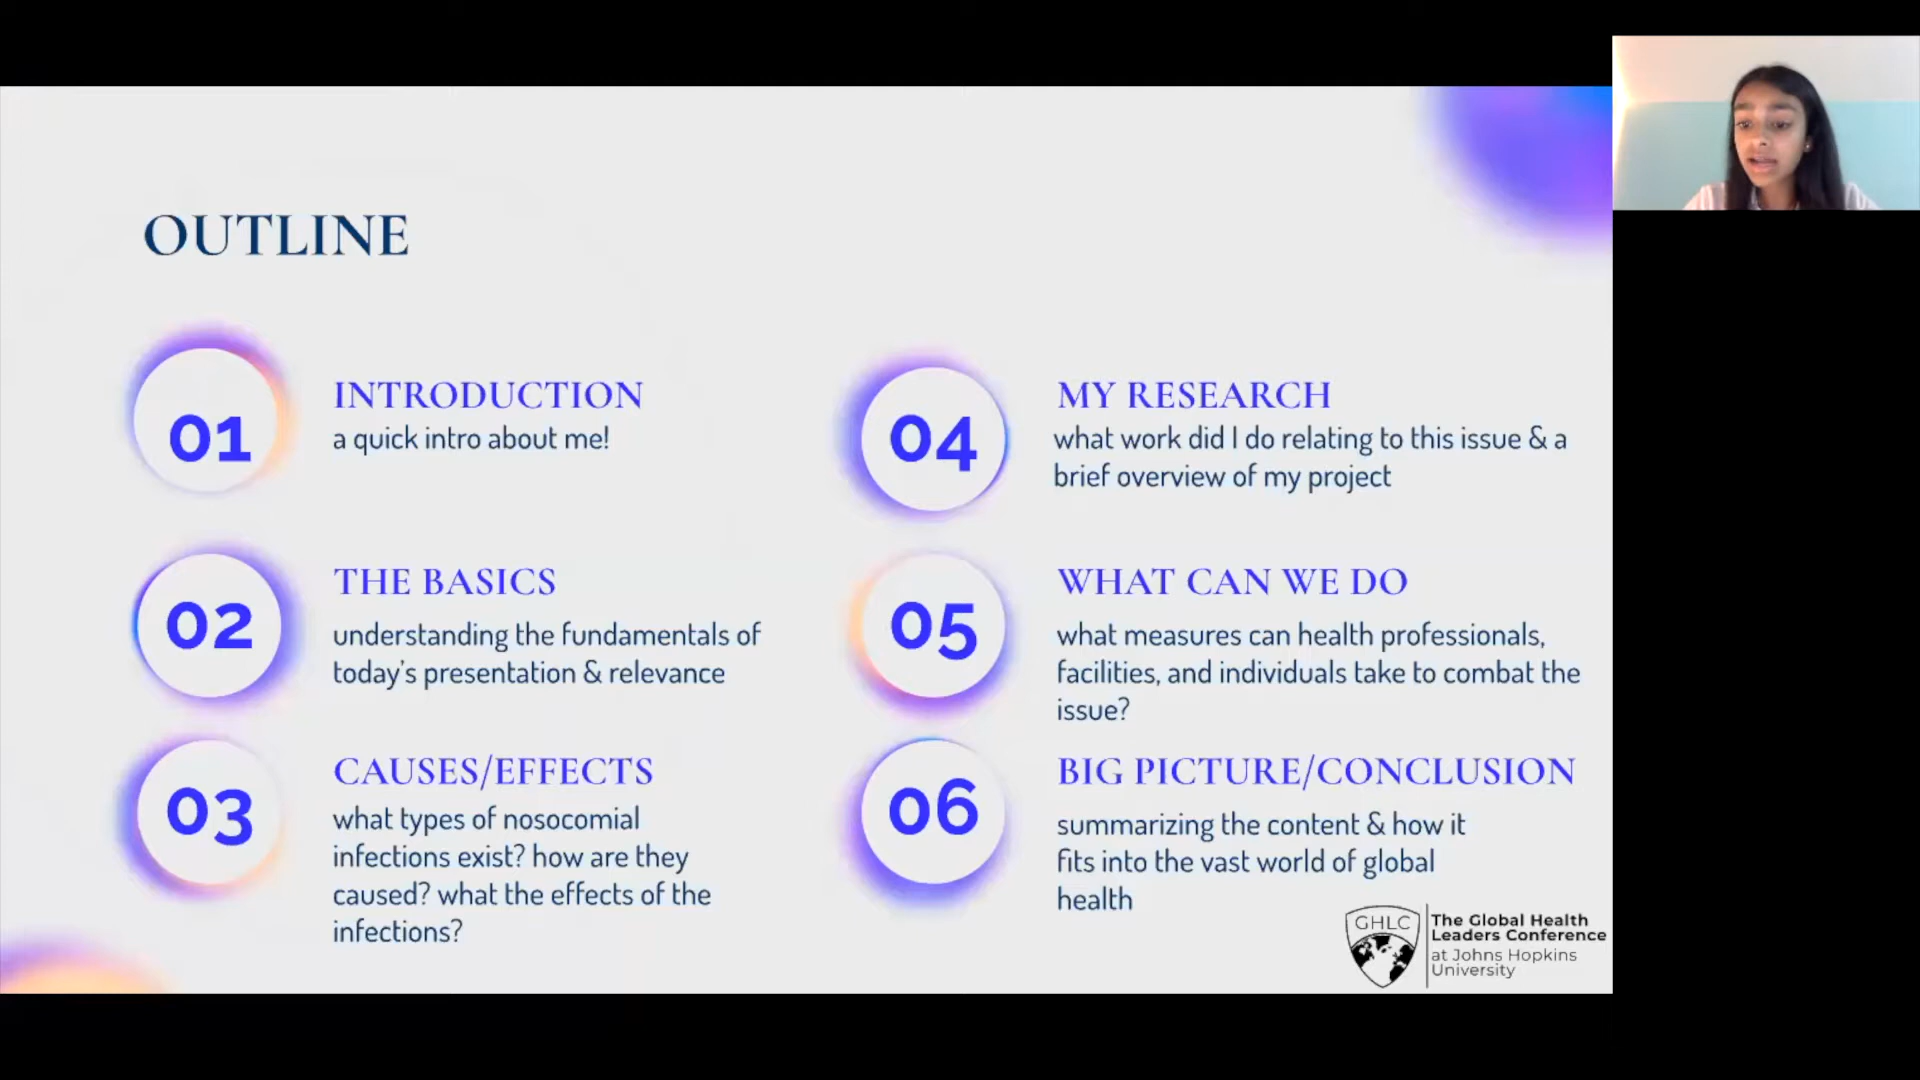 OUTLINE
01
INTRODUCTION
a quick intro about me!
02
THE BASICS
understanding the fundamentals of
today's presentation & relevance
03
CAUSES/EFFECTS
what types of nosocomial
infections exist? how are they
caused? what the effects of the
infections?
04
MY RESEARCH
what work did I do relating to this issue & a
brief overview of my project
05
WHAT CAN WE DO
what measures can health professionals,
facilities, and individuals take to combat the
issue?
06
BIG PICTURE/CONCLUSION
summarizing the content & how it
fits into the vast world of global
health
GHLC
The Global Health
Leaders Conference
at Johns Hopkins
University